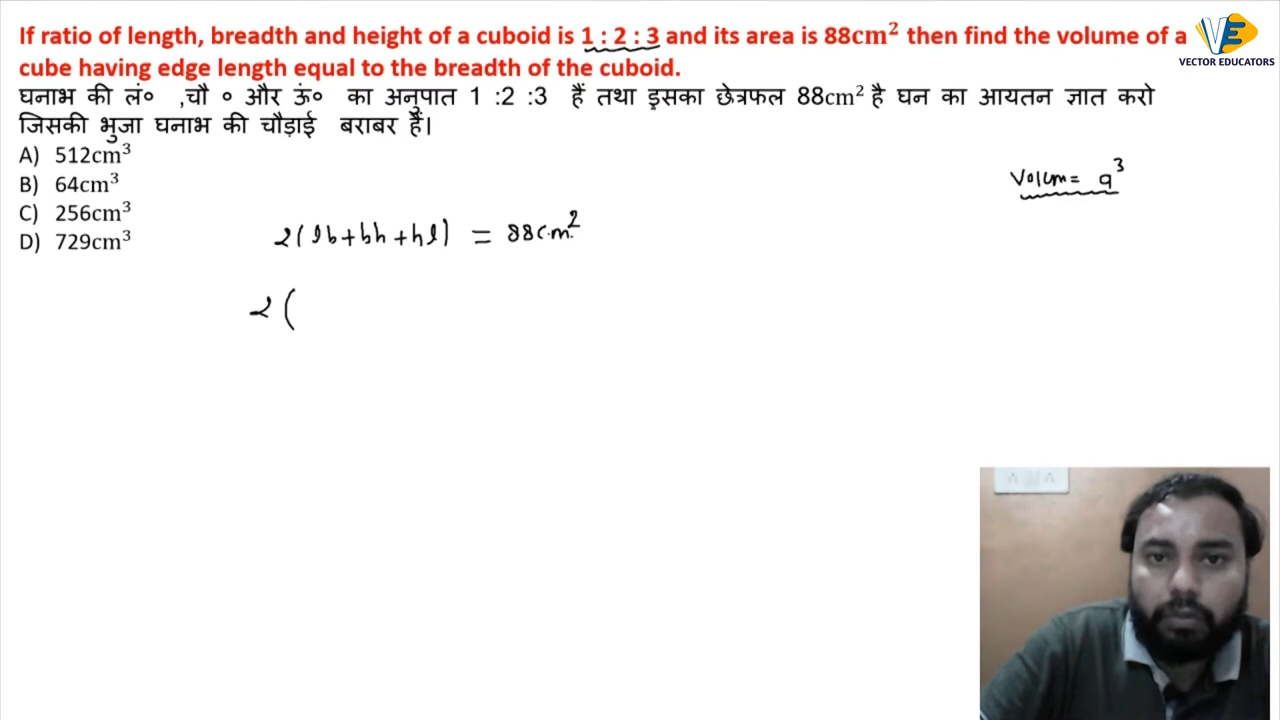 If ratio of length, breadth and height of a cuboid is 1 : 2 : 3 and its area is 88cm² then find the volume of a
cube having edge length equal to the breadth of the cuboid.
VECTOR EDUCATORS
घनाभ की लं० ,चौ ० और ऊं० का अनुपात 1 :2 :3 हैं तथा इसका छेत्रफल 88cm² है घन का आयतन ज्ञात करो
जिसकी भुजा घनाभ की चौड़ाई बराबर हैं।
A) 512cm³
B) 64cm³
C) 256cm³
D) 729cm³
Volum = a³
2(lb+bh+hl) = 88cm²
2(